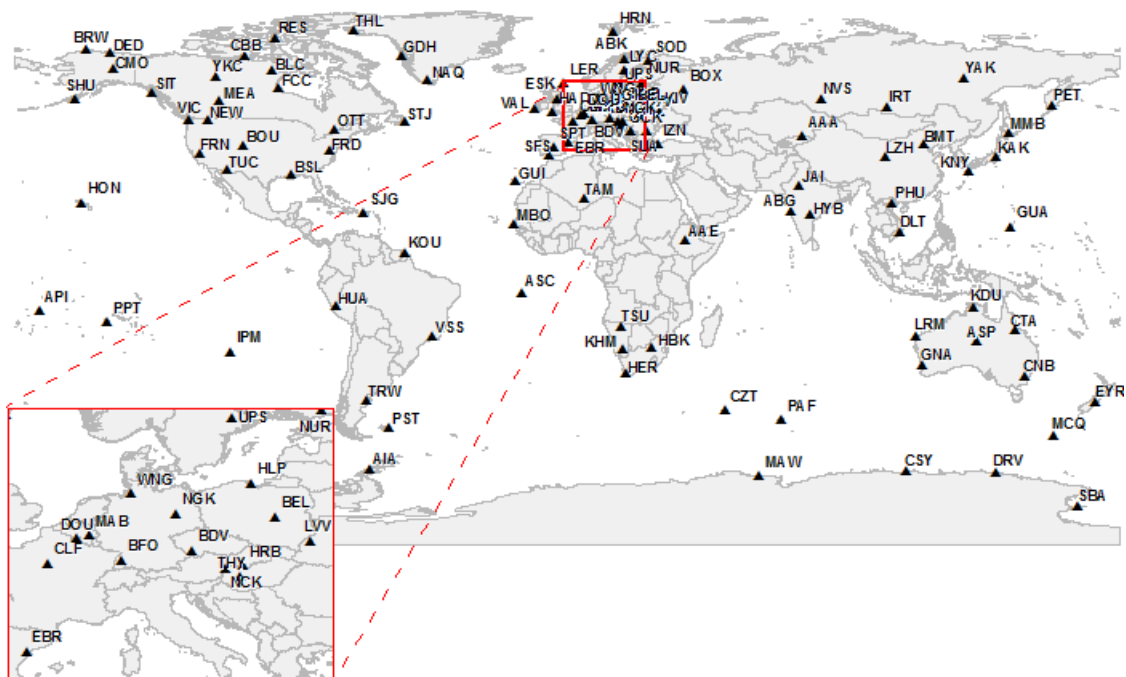 HRN
THL
RES
BRW
DED
CBB
GDH
ABK
LYC
SOD
CMO
YKC
BLC
LER
UPS
NUR
BOX
YAK
SHU
SIT
FCC
NAQ
ESK
NVS
MEA
VAL
HA
IRT
PET
VIC
NEW
OTT
STJ
AAA
MMB
FRN
BOU
FRD
SPT
BDV
IZN
BMT
TUC
BSL
SFS
EBR
SUA
LZH
KNY
KAK
HON
GUI
TAM
JAI
SJG
MBO
ABG
HYB
PHU
GUA
KOU
AAE
DLT
API
PPT
HUA
ASC
KDU
IPM
VSS
TSU
LRM
ASP
CTA
KHM
HBK
GNA
HER
CNB
TRW
PST
CZT
PAF
EYR
MCQ
AIA
MAW
CSY
DRV
SBA
UPS
NUR
WNG
HLP
NGK
BEL
DOU
MAB
LVV
CLF
BFO
BDV
THY
HRB
NCK
EBR